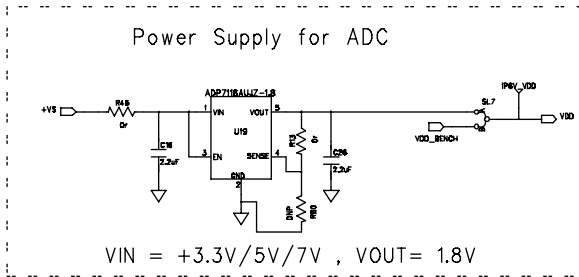 Power Supply for ADC
ADP7118AUJZ-1.8
+VS
R46
0r
1
VIN
VOUT
5
U19
3
EN
SENSE
4
GND
2
C18
2.2uF
R13
0r
C26
2.2uF
DNP
R80
SL7
1P8V_VDD
VDD_BENCH
VDD
VIN = +3.3V/5V/7V , VOUT= 1.8V